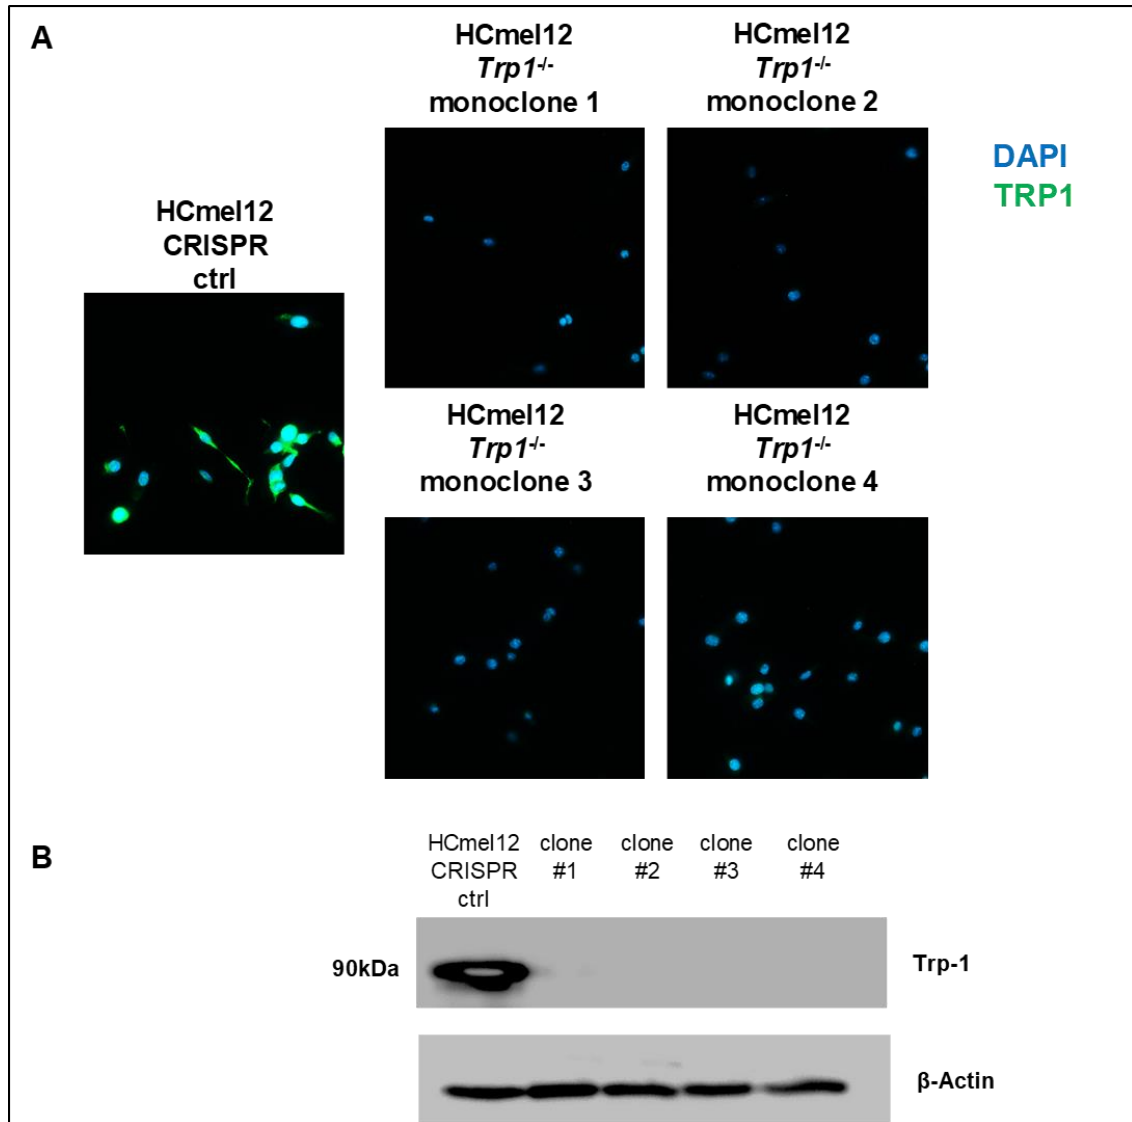 A
HCmel12
Trp1-/-
monoclone 1
HCmel12
Trp1-/-
monoclone 2
DAPI
TRP1
HCmel12
CRISPR
ctrl
HCmel12
Trp1-/-
monoclone 3
HCmel12
Trp1-/-
monoclone 4
B
HCmel12
CRISPR
ctrl
clone
#1
clone
#2
clone
#3
clone
#4
90kDa
Trp-1
β-Actin